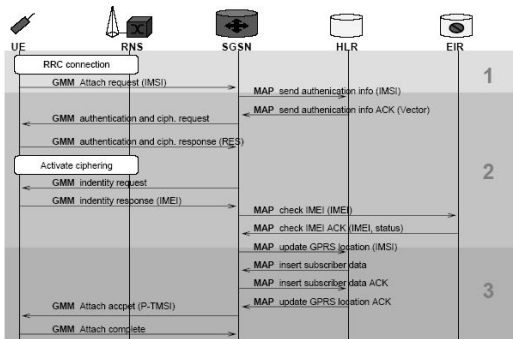 UE RNS SGSN HLR EIR
RRC connection
GMM Attach request (IMSI)
1
MAP send authenication info (IMSI)
MAP send authenication info ACK (Vector)
GMM authentication and ciph. request
GMM authentication and ciph. response (RES)
Activate ciphering
2
GMM indentity request
GMM indentity response (IMEI)
MAP check IMEI (IMEI)
MAP check IMEI ACK (IMEI, status)
MAP update GPRS location (IMSI)
MAP insert subscriber data
MAP insert subscriber data ACK
3
MAP update GPRS location ACK
GMM Attach accpet (P-TMSI)
GMM Attach complete